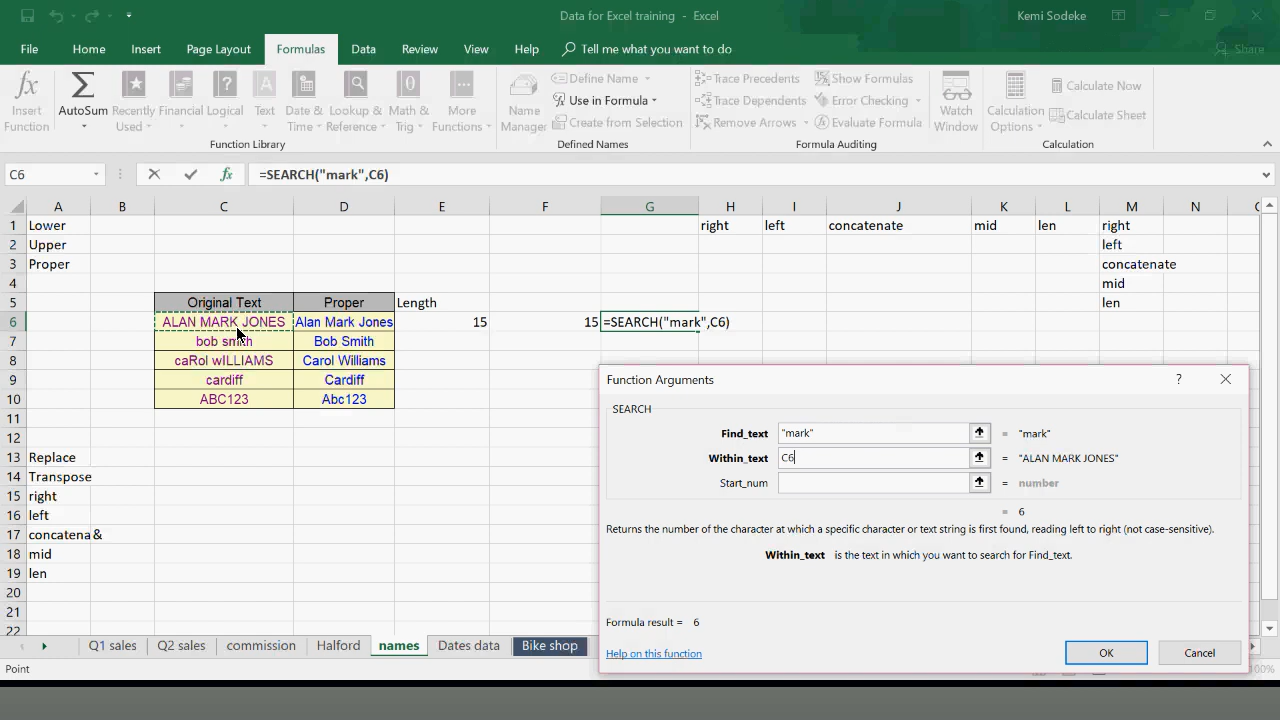 Data for Excel training - Excel
Kemi Sodeke
File Home Insert Page Layout Formulas Data Review View Help Tell me what you want to do Share
Insert Function
AutoSum
Recently Used
Financial
Logical
Text
Date & Time
Lookup & Reference
Math & Trig
More Functions
Function Library
Name Manager
Define Name
Use in Formula
Create from Selection
Defined Names
Trace Precedents
Trace Dependents
Remove Arrows
Show Formulas
Error Checking
Evaluate Formula
Formula Auditing
Watch Window
Calculation Options
Calculate Now
Calculate Sheet
Calculation
C6 fx =SEARCH("mark",C6)
A B C D E F G H I J K L M N
1 Lower right left concatenate mid len right
2 Upper left
3 Proper concatenate
4 mid
5 Original Text Proper Length len
6 ALAN MARK JONES Alan Mark Jones 15 15 =SEARCH("mark",C6)
7 bob smith Bob Smith
8 caRol wILLIAMS Carol Williams
9 cardiff Cardiff
10 ABC123 Abc123
11
12
13 Replace
14 Transpose
15 right
16 left
17 concatena &
18 mid
19 len
20
21
22
Function Arguments ?
SEARCH
Find_text "mark" = "mark"
Within_text C6 = "ALAN MARK JONES"
Start_num = number
= 6
Returns the number of the character at which a specific character or text string is first found, reading left to right (not case-sensitive).
Within_text is the text in which you want to search for Find_text.
Formula result = 6
Help on this function
OK Cancel
Q1 sales Q2 sales commission Halford names Dates data Bike shop
Point
100%